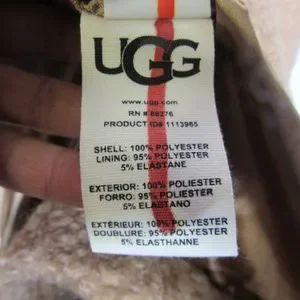 UGG
www.ugg.com
RN # 88276
PRODUCT ID# 1113965
SHELL: 100% POLYESTER
LINING: 95% POLYESTER
5% ELASTANE
EXTERIOR: 100% POLIESTER
FORRO: 95% POLIESTER
5% ELASTANO
EXTÉRIEUR: 100% POLYESTER
DOUBLURE: 95% POLYESTER
5% ELASTHANNE